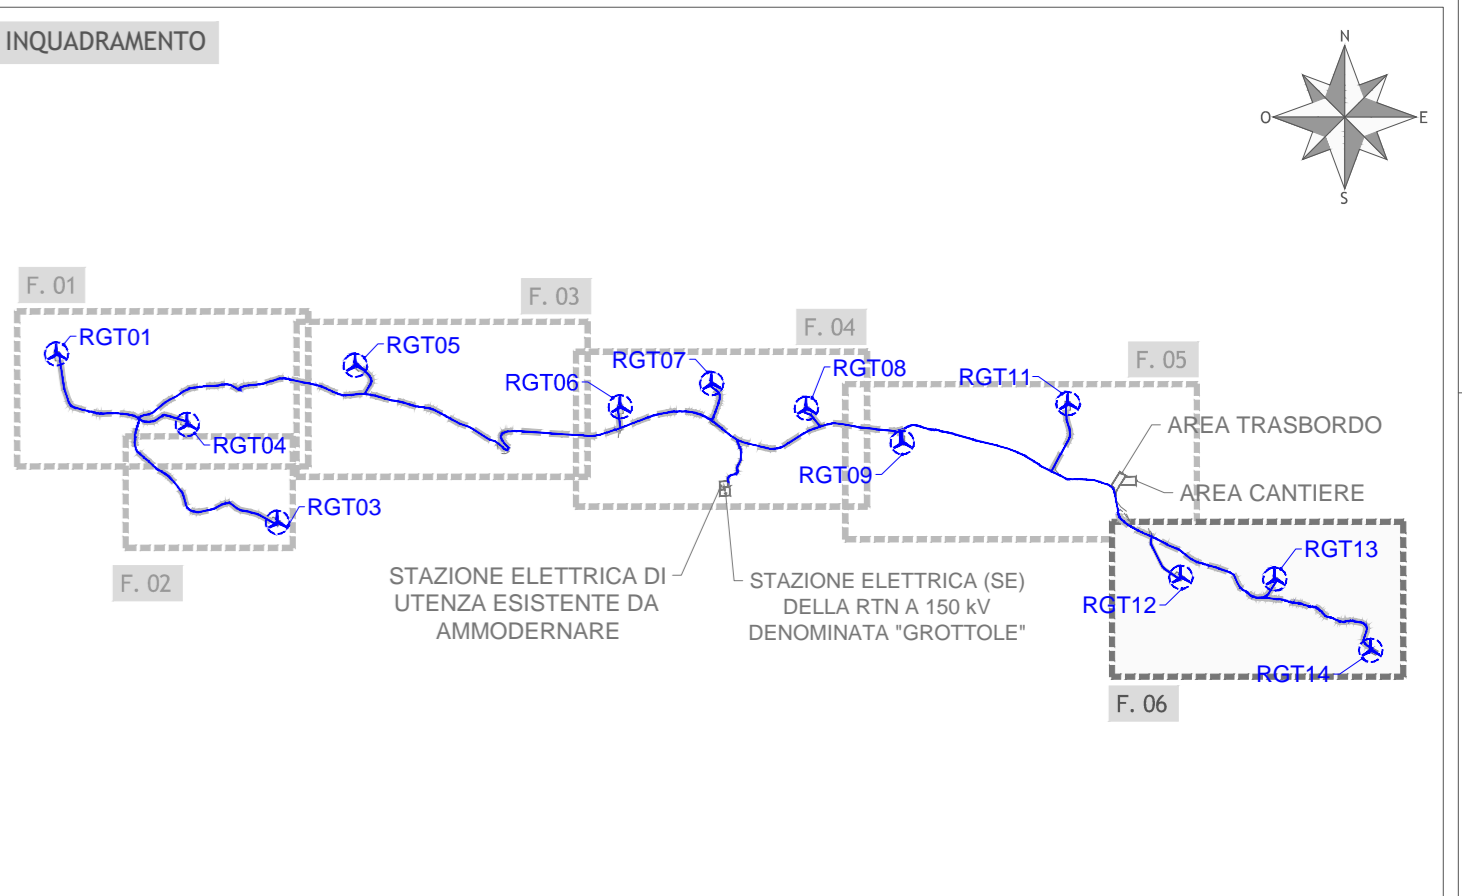 INQUADRAMENTO
N
O
E
S
F. 01
F. 03
F. 04
F. 05
RGT01
RGT05
RGT07
RGT08
RGT06
RGT11
RGT04
RGT09
AREA TRASBORDO
AREA CANTIERE
RGT03
F. 02
STAZIONE ELETTRICA DI
UTENZA ESISTENTE DA
AMMODERNARE
STAZIONE ELETTRICA (SE)
DELLA RTN A 150 kV
DENOMINATA "GROTTOLE"
RGT13
RGT12
RGT14
F. 06